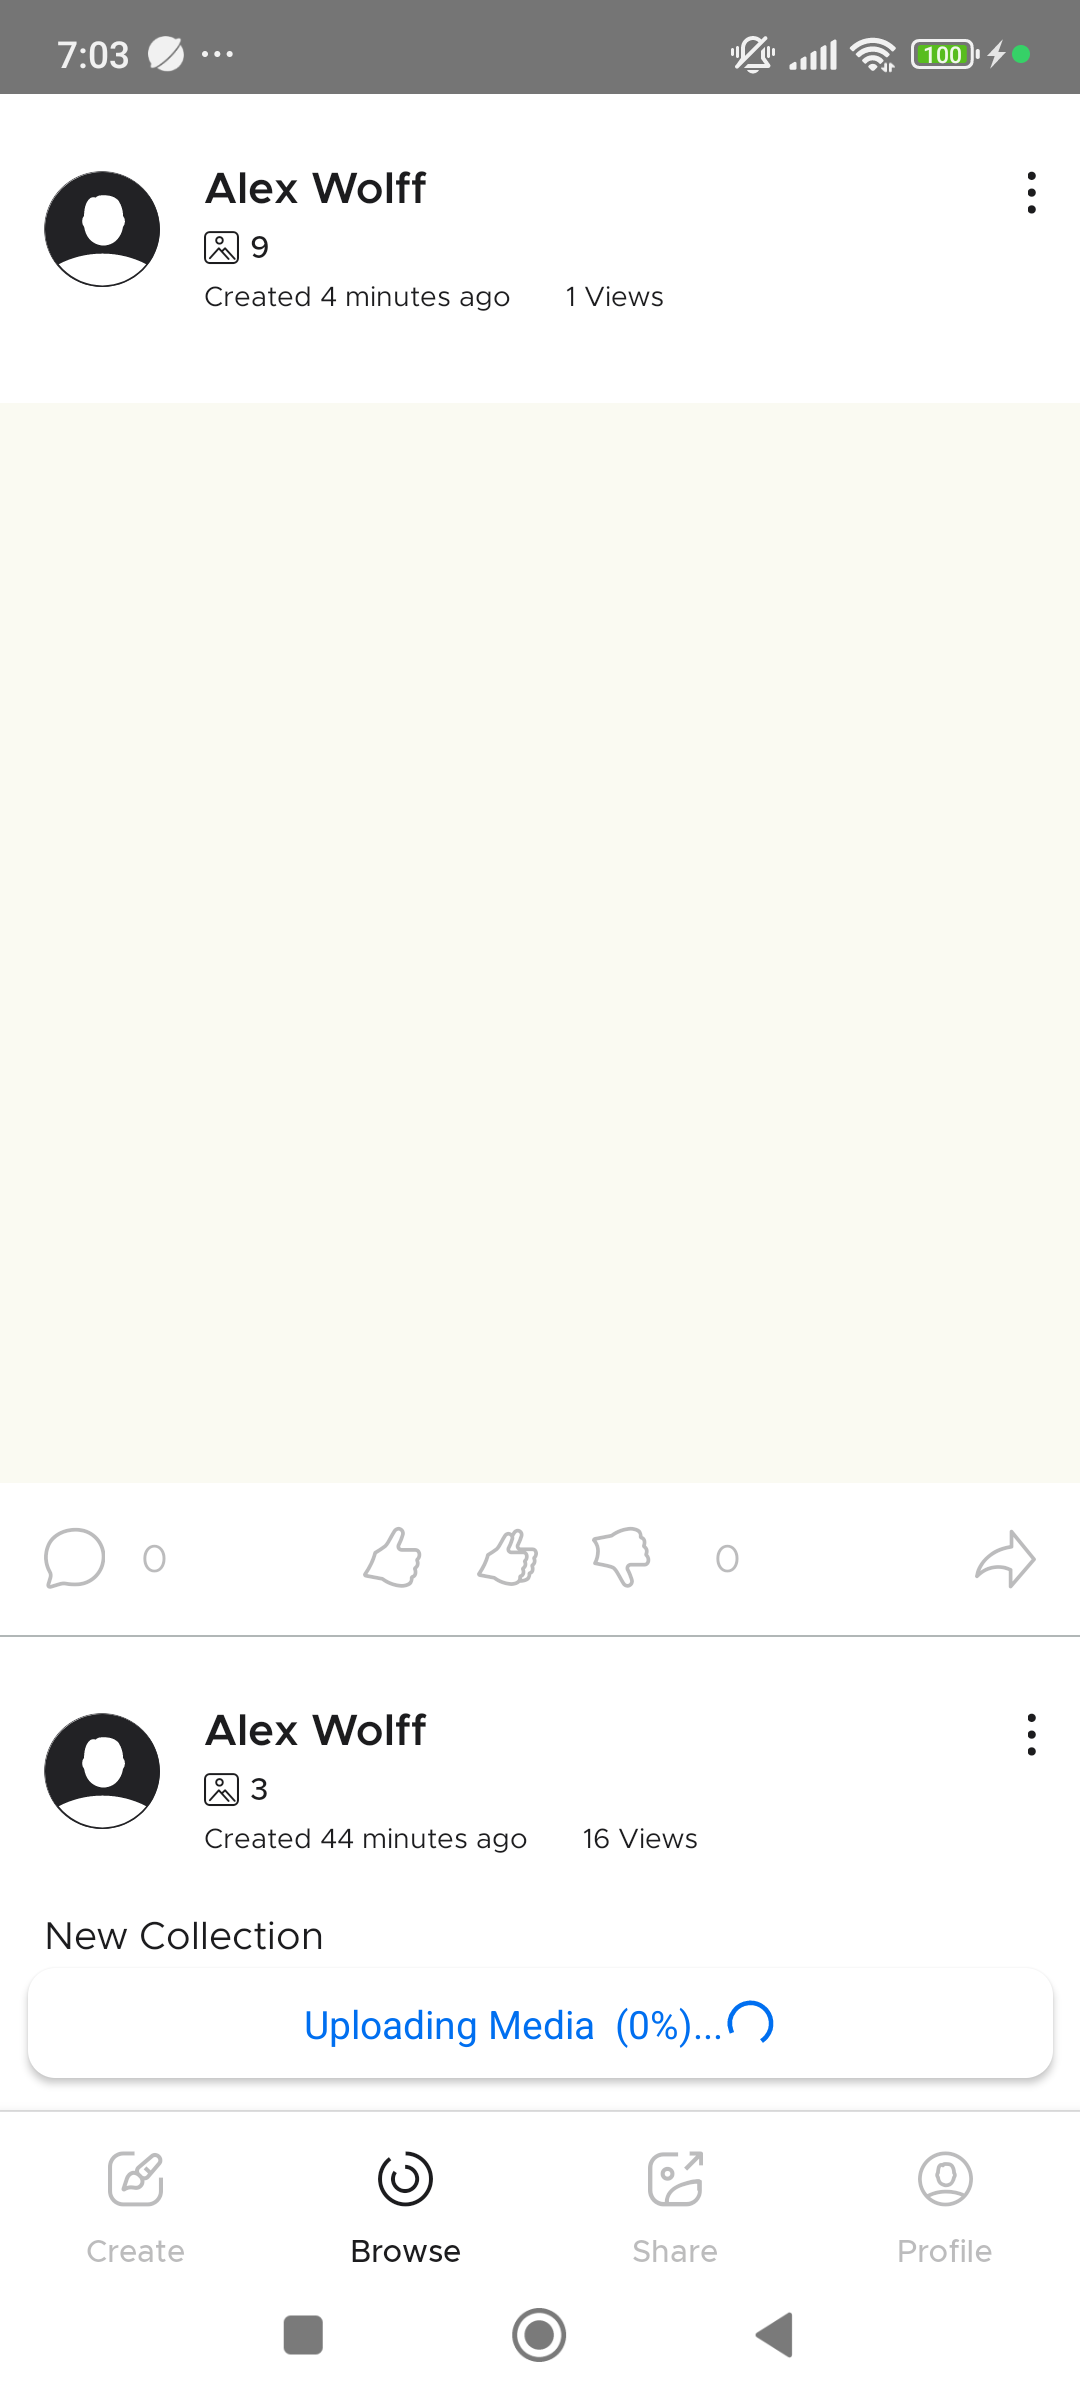 7:03
100
Alex Wolff
9
Created 4 minutes ago 1 Views
0 0
Alex Wolff
3
Created 44 minutes ago 16 Views
New Collection
Uploading Media (0%)...
Create Browse Share Profile